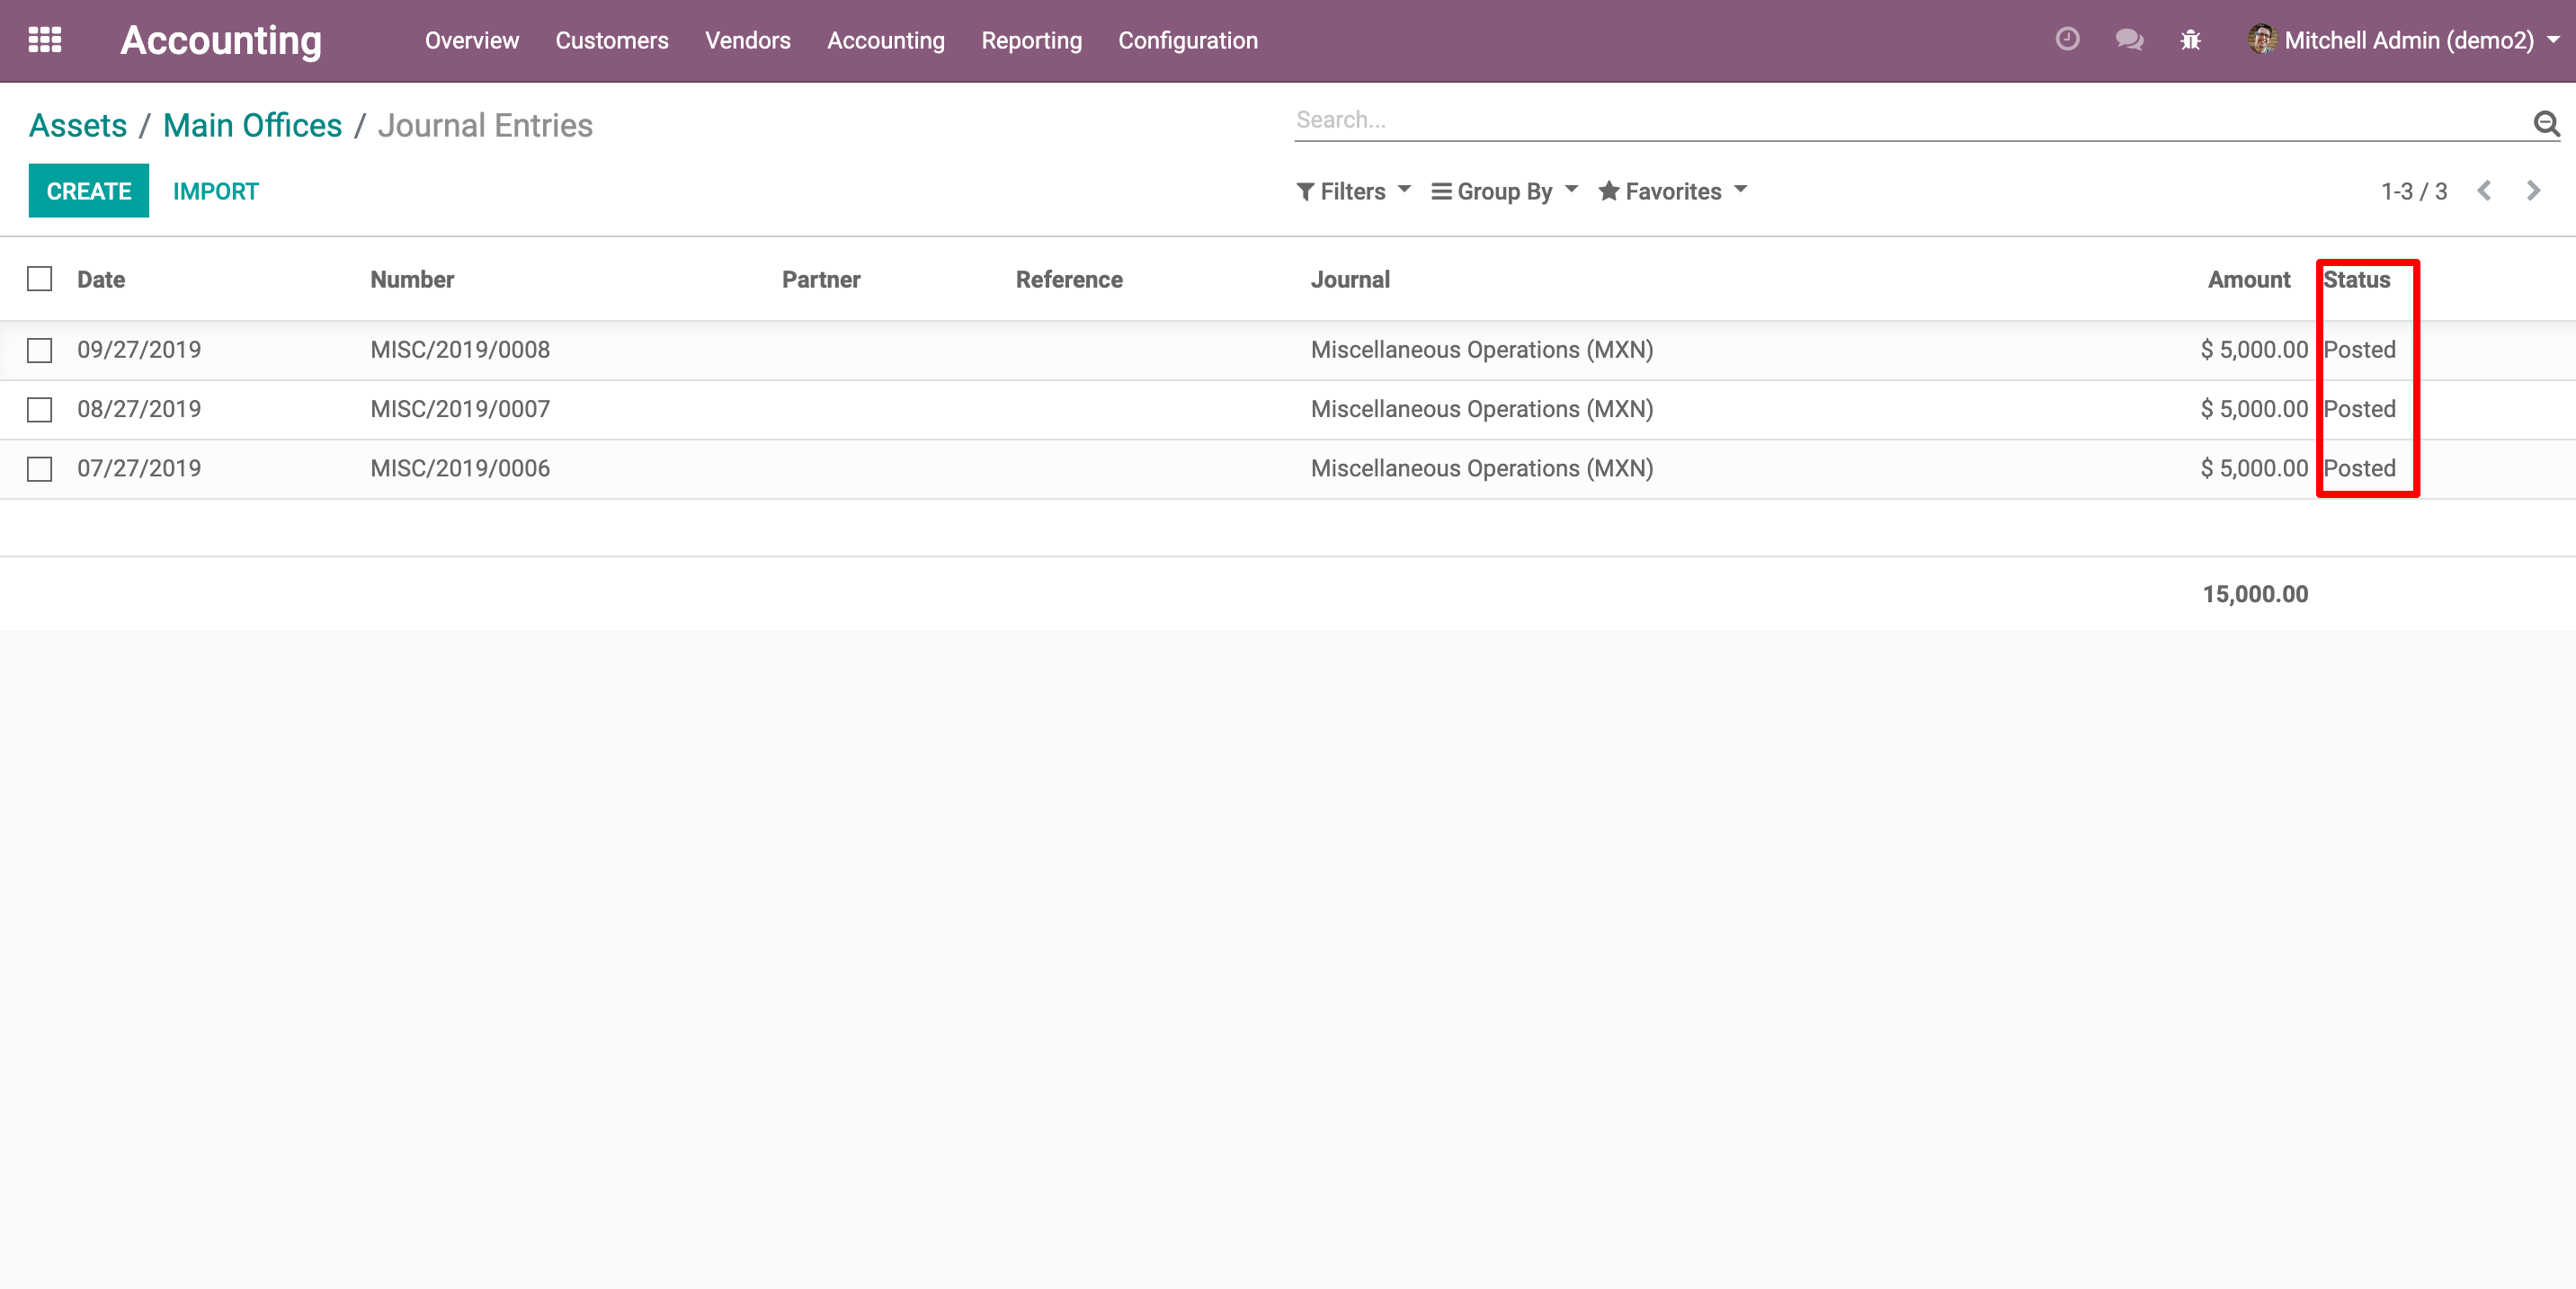 Accounting Overview Customers Vendors Accounting Reporting Configuration Mitchell Admin (demo2)
Assets / Main Offices / Journal Entries Search...
CREATE IMPORT Filters Group By Favorites 1-3 / 3
Date Number Partner Reference Journal Amount Status
09/27/2019 MISC/2019/0008 Miscellaneous Operations (MXN) $ 5,000.00 Posted
08/27/2019 MISC/2019/0007 Miscellaneous Operations (MXN) $ 5,000.00 Posted
07/27/2019 MISC/2019/0006 Miscellaneous Operations (MXN) $ 5,000.00 Posted
15,000.00